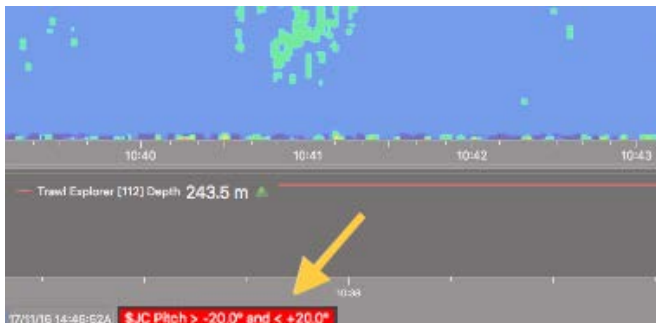 10:40 10:41 10:42 10:43
Trawl Explorer [112] Depth 243.5 m
10:38
17/11/16 14:46:52A $JC Pitch > -20.0° and < +20.0°